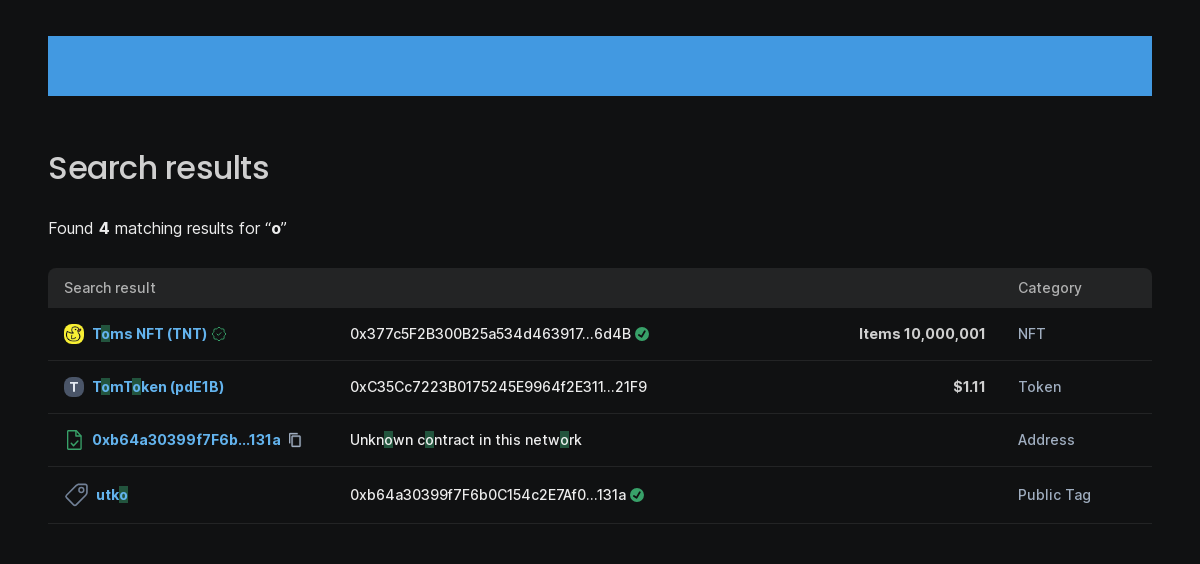 Search results
Found 4 matching results for “o”
Search result Category
Toms NFT (TNT) 0x377c5F2B300B25a534d463917...6d4B Items 10,000,001 NFT
T TomToken (pdE1B) 0xC35Cc7223B0175245E9964f2E311...21F9 $1.11 Token
0xb64a30399f7F6b...131a Unknown contract in this network Address
utko 0xb64a30399f7F6b0C154c2E7Af0...131a Public Tag